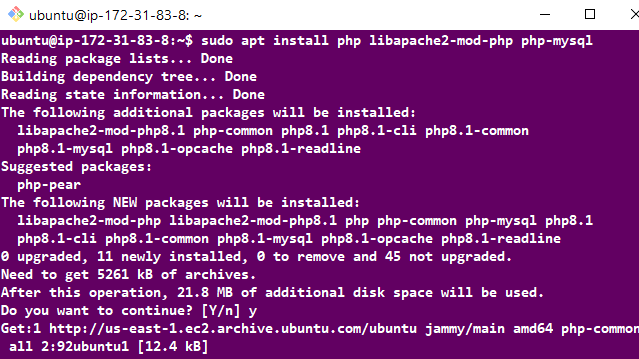 ubuntu@ip-172-31-83-8: ~
ubuntu@ip-172-31-83-8:~$ sudo apt install php libapache2-mod-php php-mysql
Reading package lists... Done
Building dependency tree... Done
Reading state information... Done
The following additional packages will be installed:
  libapache2-mod-php8.1 php-common php8.1 php8.1-cli php8.1-common
  php8.1-mysql php8.1-opcache php8.1-readline
Suggested packages:
  php-pear
The following NEW packages will be installed:
  libapache2-mod-php libapache2-mod-php8.1 php php-common php-mysql php8.1
  php8.1-cli php8.1-common php8.1-mysql php8.1-opcache php8.1-readline
0 upgraded, 11 newly installed, 0 to remove and 45 not upgraded.
Need to get 5261 kB of archives.
After this operation, 21.8 MB of additional disk space will be used.
Do you want to continue? [Y/n] y
Get:1 http://us-east-1.ec2.archive.ubuntu.com/ubuntu jammy/main amd64 php-common
 all 2:92ubuntu1 [12.4 kB]